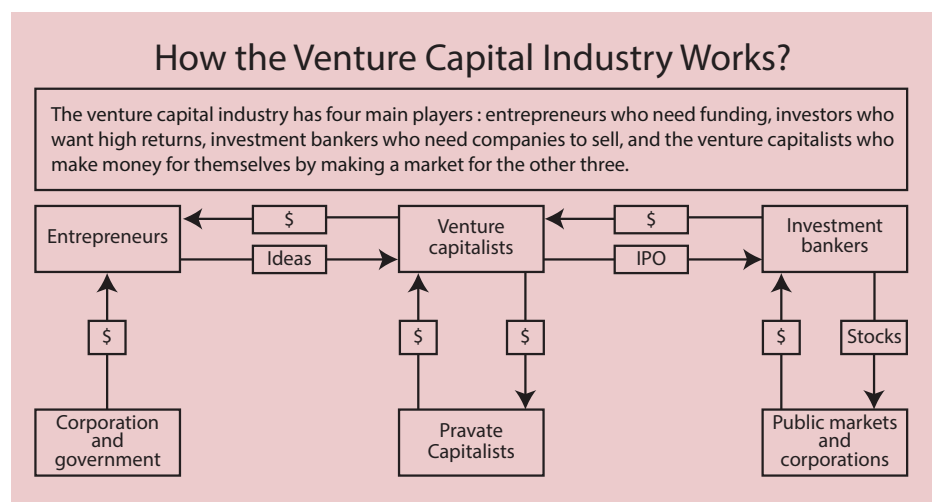 How the Venture Capital Industry Works?
The venture capital industry has four main players : entrepreneurs who need funding, investors who
want high returns, investment bankers who need companies to sell, and the venture capitalists who
make money for themselves by making a market for the other three.
Entrepreneurs
$
Ideas
Venture
capitalists
$
IPO
Investment
bankers
$
$
$
$
Stocks
Corporation
and
government
Pravate
Capitalists
Public markets
and
corporations